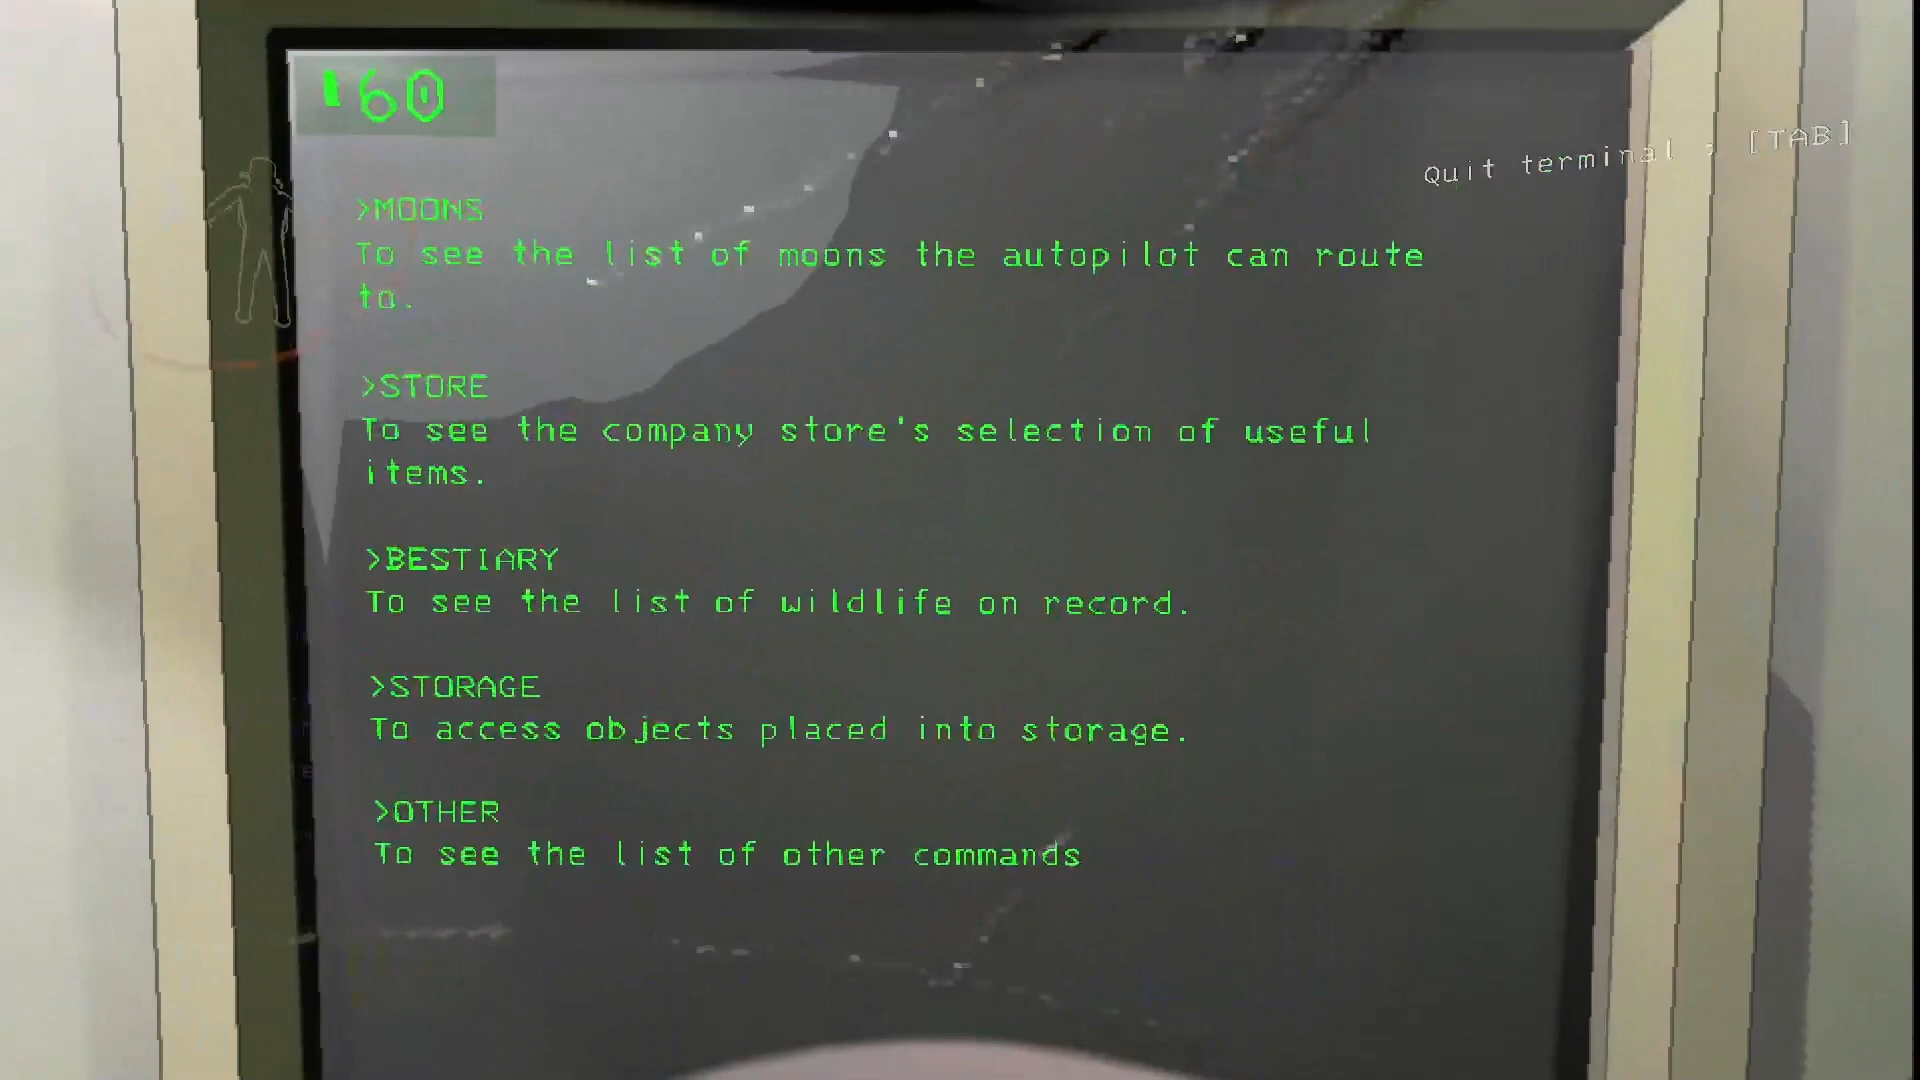 60
Quit terminal : [TAB]
>MOONS
To see the list of moons the autopilot can route
to.
>STORE
To see the company store's selection of useful
items.
>BESTIARY
To see the list of wildlife on record.
>STORAGE
To access objects placed into storage.
>OTHER
To see the list of other commands